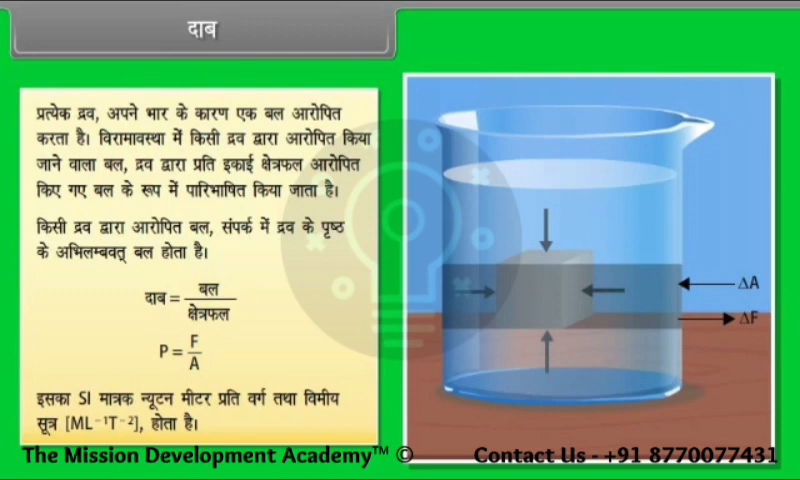 दाब
प्रत्येक द्रव, अपने भार के कारण एक बल आरोपित
करता है। विरामावस्था में किसी द्रव द्वारा आरोपित किया
जाने वाला बल, द्रव द्वारा प्रति इकाई क्षेत्रफल आरोपित
किए गए बल के रूप में पारिभाषित किया जाता है।
किसी द्रव द्वारा आरोपित बल, संपर्क में द्रव के पृष्ठ
के अभिलम्बवत् बल होता है।
दाब = बल / क्षेत्रफल
P = F / A
इसका SI मात्रक न्यूटन मीटर प्रति वर्ग तथा विमीय
सूत्र [ML⁻¹T⁻²], होता है।
ΔA
ΔF
The Mission Development Academy™ ©
Contact Us - +91 8770077431